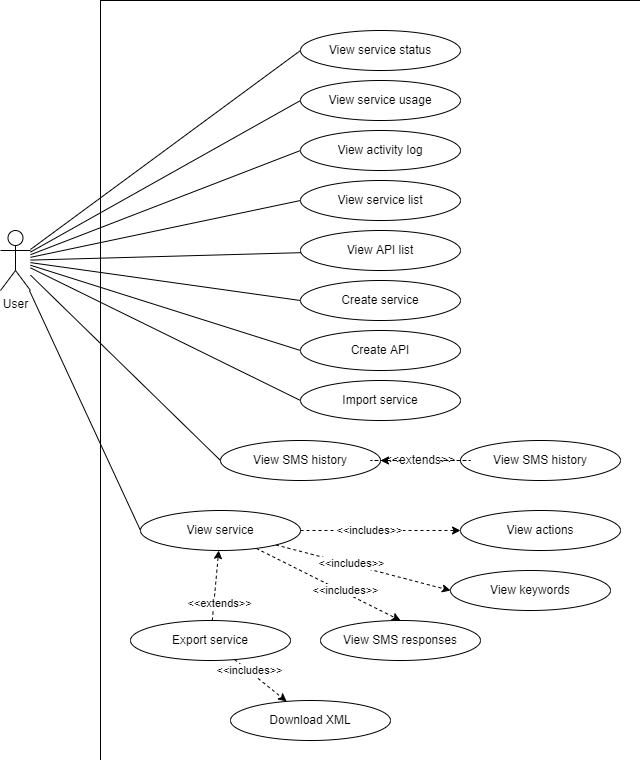 View service status
View service usage
View activity log
View service list
User
View API list
Create service
Create API
Import service
View SMS history
<<extends>>
View SMS history
View service
<<includes>>
View actions
<<includes>>
<<includes>>
View keywords
<<extends>>
Export service
View SMS responses
<<includes>>
Download XML